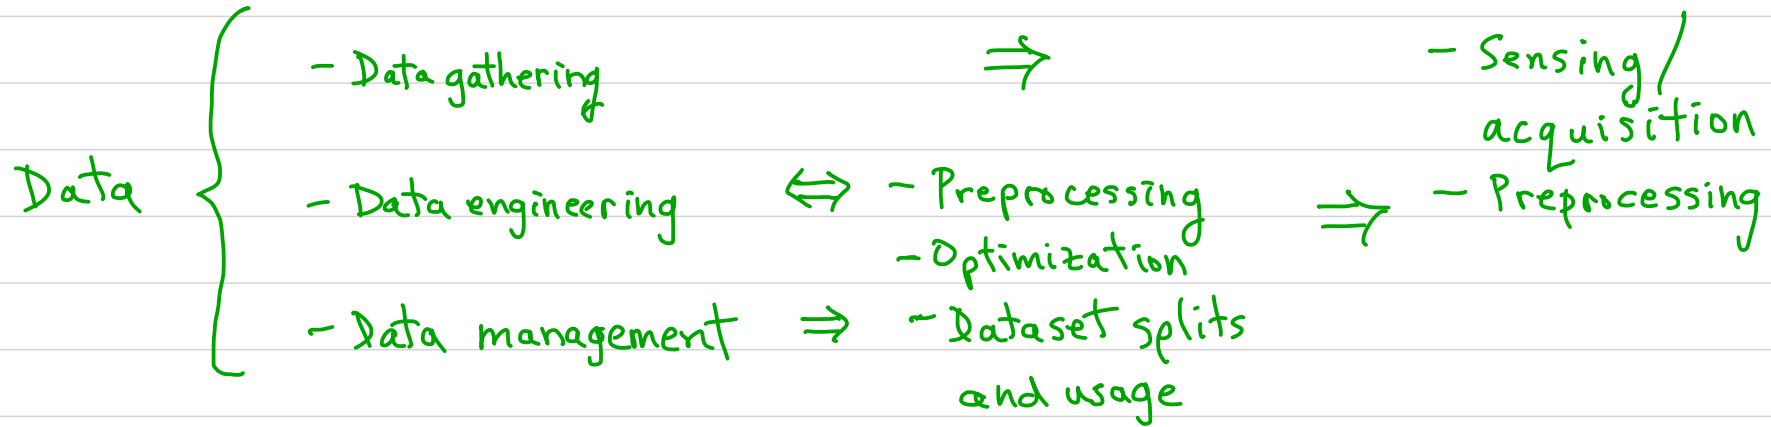 Data { - Data gathering ⇒ - Sensing /
acquisition
- Data engineering ⇔ - Preprocessing ⇒ - Preprocessing
- Optimization
- Data management ⇒ - Dataset splits
and usage